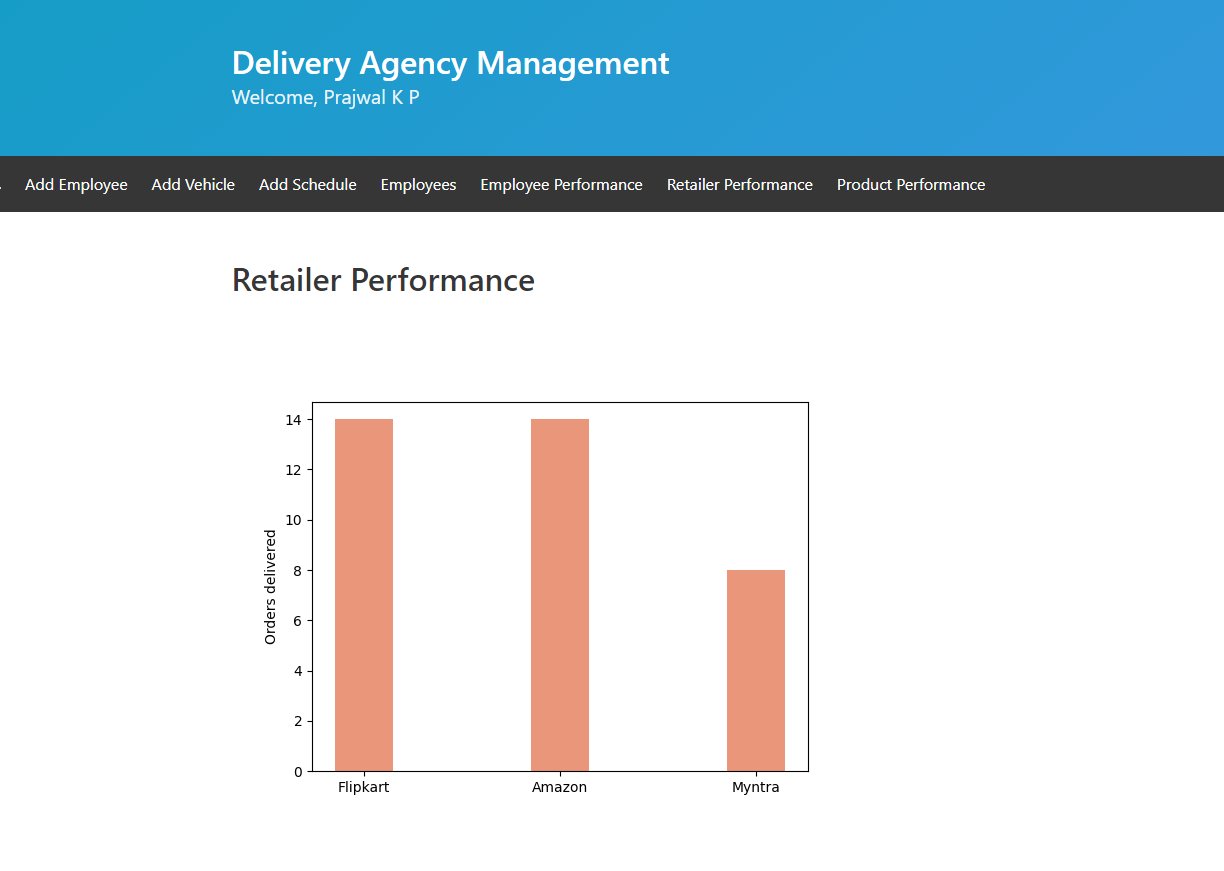 Delivery Agency Management
Welcome, Prajwal K P
Add Employee Add Vehicle Add Schedule Employees Employee Performance Retailer Performance Product Performance
Retailer Performance
14
12
10
8
6
4
2
0
Orders delivered
Flipkart Amazon Myntra